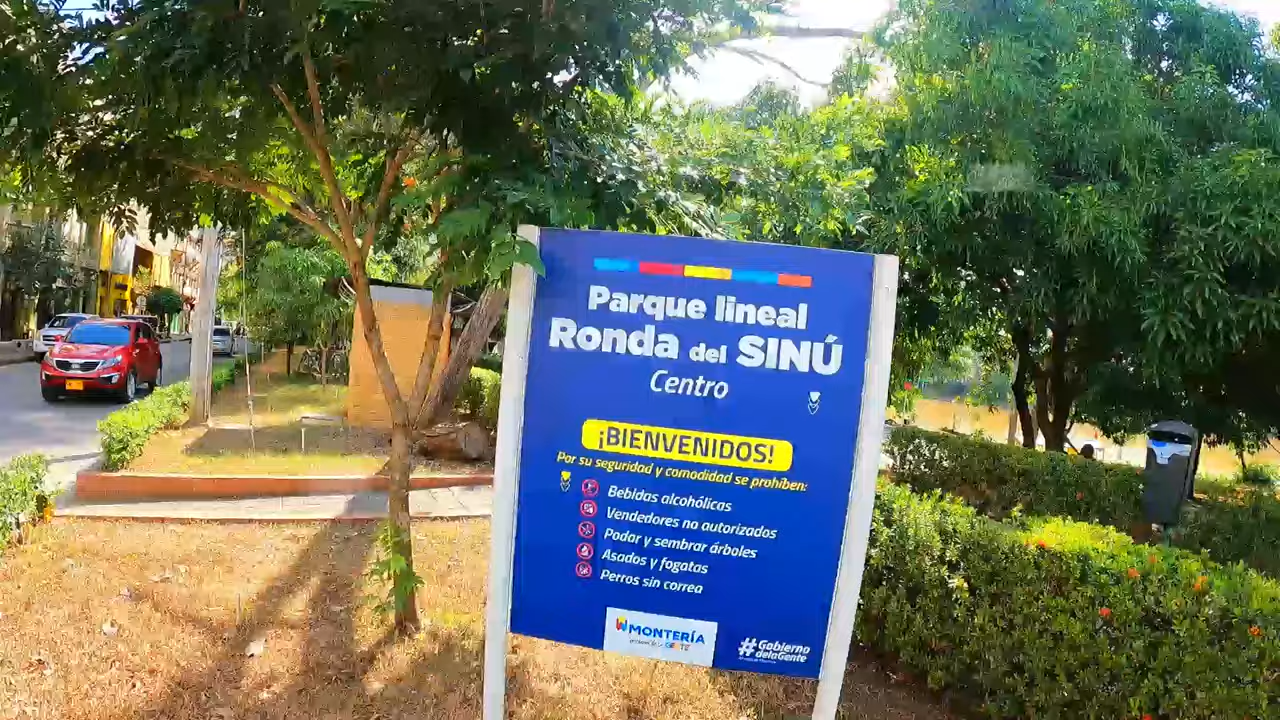 Parque lineal
Ronda del SINÚ
Centro
¡BIENVENIDOS!
Por su seguridad y comodidad se prohíben:
Bebidas alcohólicas
Vendedores no autorizados
Podar y sembrar árboles
Asados y fogatas
Perros sin correa
MONTERÍA
GENTE
#Gobierno
delaGente